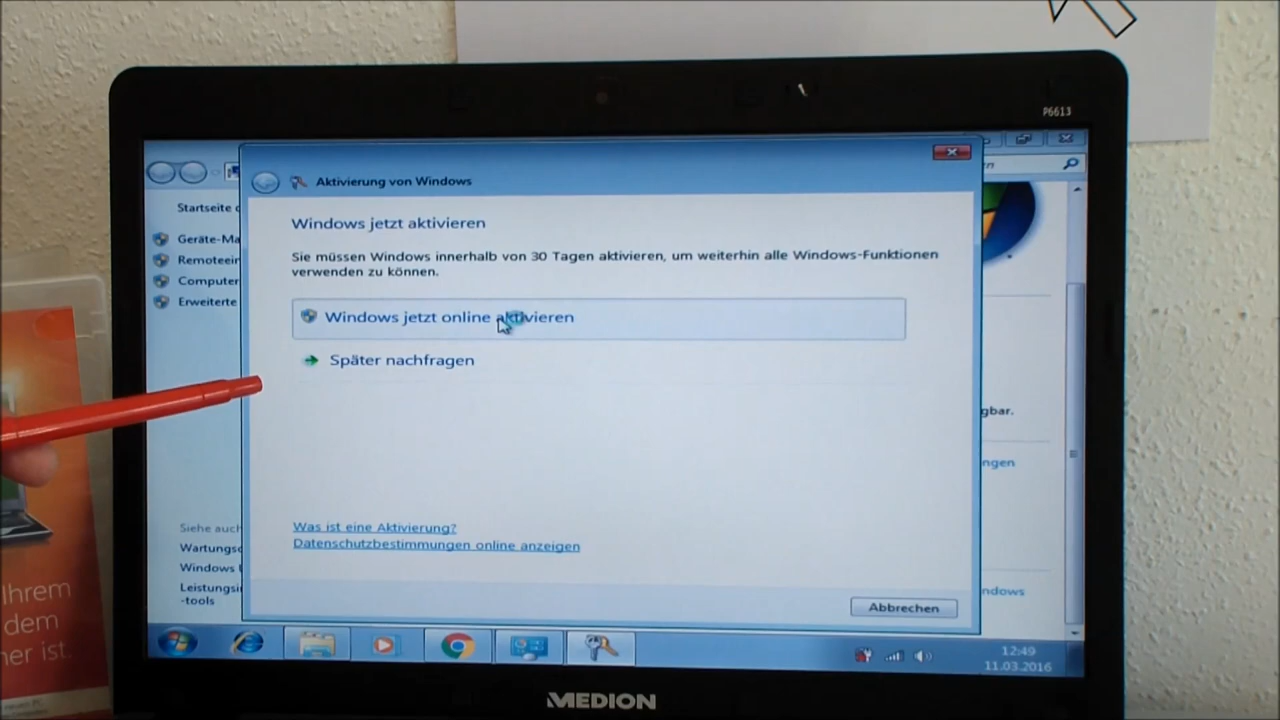 P6613
Aktivierung von Windows
Startseite
Windows jetzt aktivieren
Sie müssen Windows innerhalb von 30 Tagen aktivieren, um weiterhin alle Windows-Funktionen
verwenden zu können.
Geräte-Ma
Remoteein
Computer
Erweiterte
Windows jetzt online aktivieren
Später nachfragen
gbar.
ngen
Siehe auch
Wartungsc
Windows
Leistungsi
-tools
Was ist eine Aktivierung?
Datenschutzbestimmungen online anzeigen
ndows
Abbrechen
Ihrem
dem
er ist.
12:49
11.03.2016
MEDION